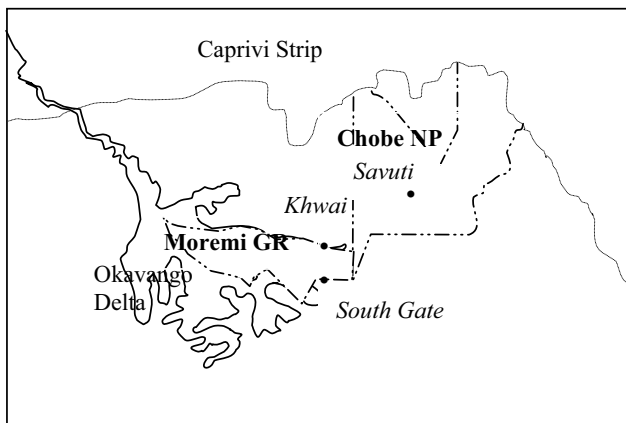 Caprivi Strip
Chobe NP
Savuti
Khwai
Moremi GR
Okavango
Delta
South Gate